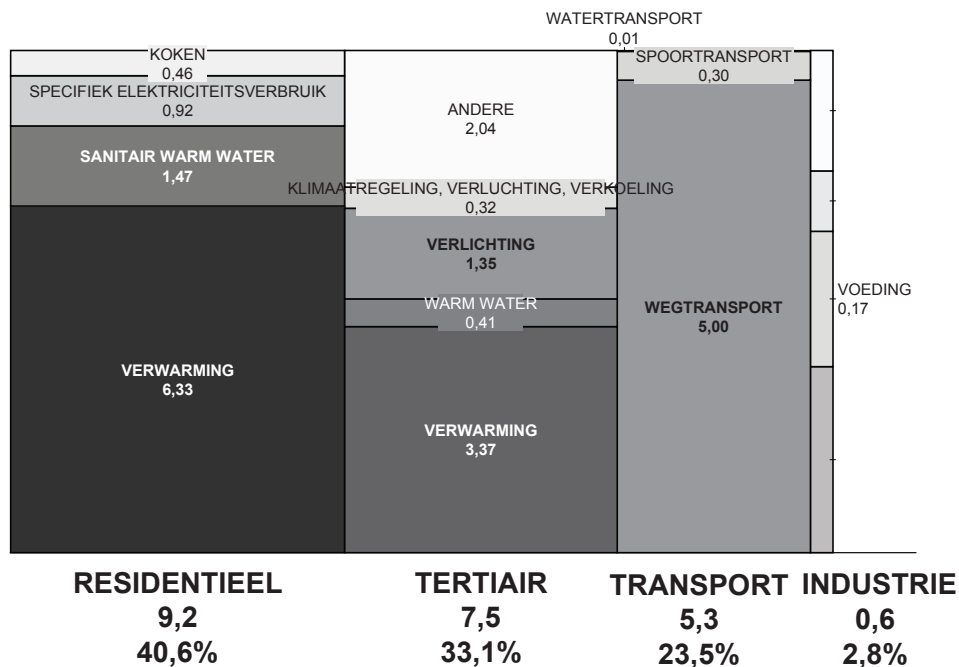 WATERTRANSPORT
0,01
KOKEN
0,46
SPECIFIEK ELEKTRICITEITSVERBRUIK
0,92
SANITAIR WARM WATER
1,47
VERWARMING
6,33
ANDERE
2,04
KLIMAATREGELING, VERLUCHTING, VERKOELING
0,32
VERLICHTING
1,35
WARM WATER
0,41
VERWARMING
3,37
SPOORTRANSPORT
0,30
WEGTRANSPORT
5,00
VOEDING
0,17
RESIDENTIEEL
9,2
40,6%
TERTIAIR
7,5
33,1%
TRANSPORT
5,3
23,5%
INDUSTRIE
0,6
2,8%